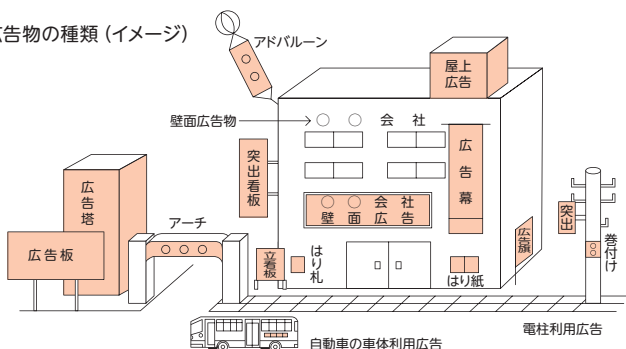 広告物の種類（イメージ）
アドバルーン
屋上
広告
壁面広告物
○ ○ 会 社
突出看板
広告幕
○ ○ 会 社
壁 面 広 告
広告塔
アーチ
○○○
広告板
立看板
はり札
はり紙
広告旗
突出
巻付け
○○
電柱利用広告
自動車の車体利用広告